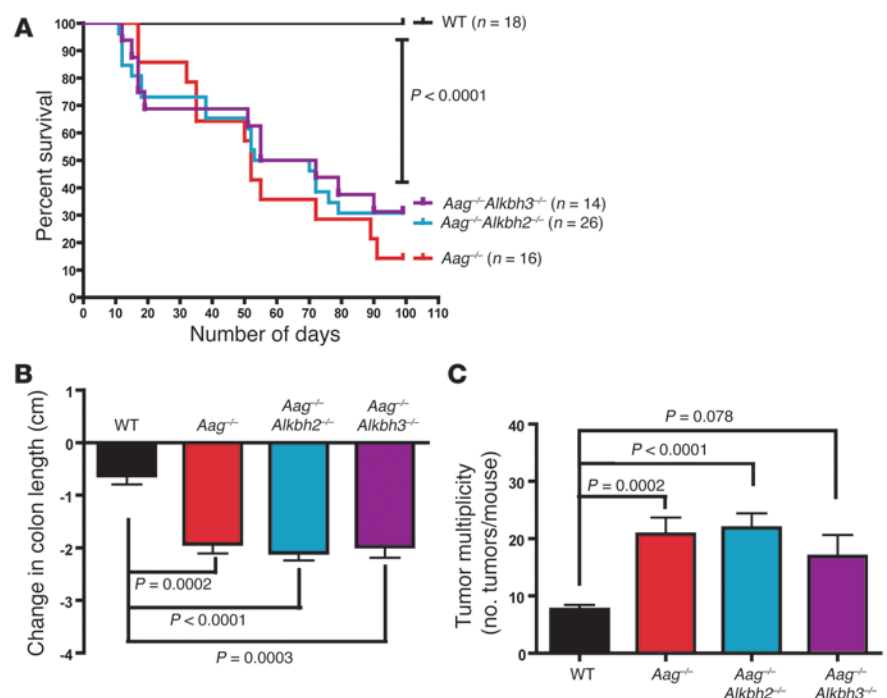 A
100
90
80
70
60
50
40
30
20
10
0
Percent survival
0 10 20 30 40 50 60 70 80 90 100 110
Number of days
WT (n = 18)
P < 0.0001
Aag–/–Alkbh3–/– (n = 14)
Aag–/–Alkbh2–/– (n = 26)
Aag–/– (n = 16)
B
Change in colon length (cm)
1
0
-1
-2
-3
-4
WT
Aag–/–
Aag–/–
Alkbh2–/–
Aag–/–
Alkbh3–/–
P = 0.0002
P < 0.0001
P = 0.0003
C
Tumor multiplicity
(no. tumors/mouse)
40
30
20
10
0
P = 0.078
P < 0.0001
P = 0.0002
WT
Aag–/–
Aag–/–
Alkbh2–/–
Aag–/–
Alkbh3–/–